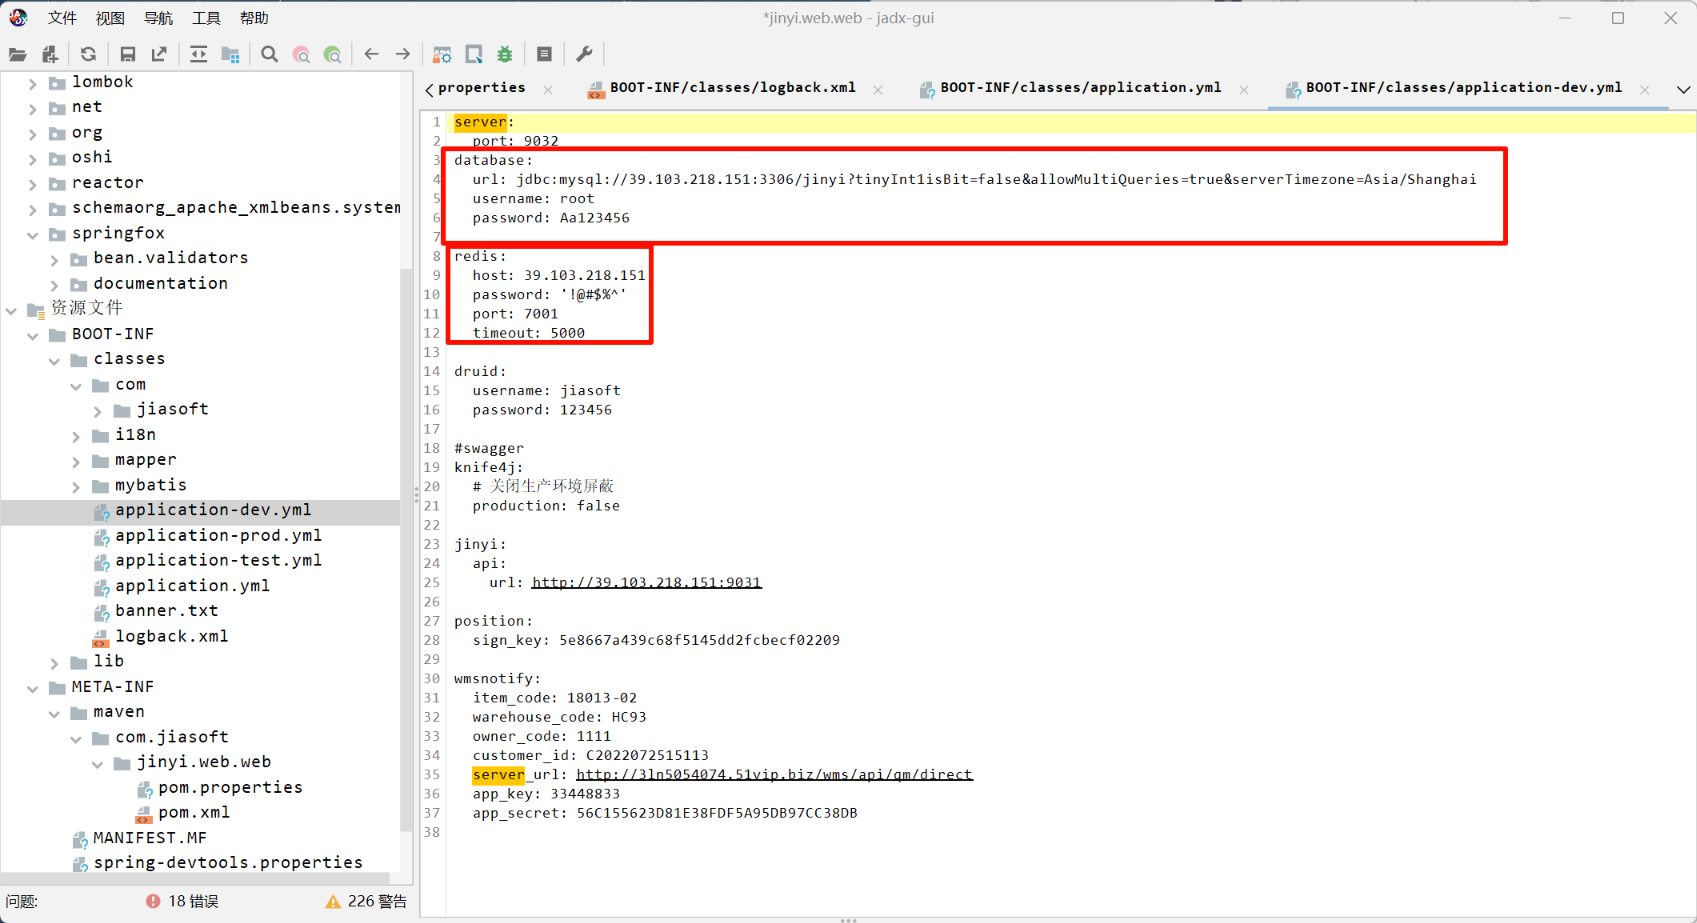 文件 视图 导航 工具 帮助
*jinyi.web.web - jadx-gui
lombok
net
org
oshi
reactor
schemaorg_apache_xmlbeans.system
springfox
bean.validators
documentation
资源文件
BOOT-INF
classes
com
jiasoft
i18n
mapper
mybatis
application-dev.yml
application-prod.yml
application-test.yml
application.yml
banner.txt
logback.xml
lib
META-INF
maven
com.jiasoft
jinyi.web.web
pom.properties
pom.xml
MANIFEST.MF
spring-devtools.properties
问题: 18 错误 226 警告
properties BOOT-INF/classes/logback.xml BOOT-INF/classes/application.yml BOOT-INF/classes/application-dev.yml
1 server:
2 port: 9032
3 database:
4 url: jdbc:mysql://39.103.218.151:3306/jinyi?tinyInt1isBit=false&allowMultiQueries=true&serverTimezone=Asia/Shanghai
5 username: root
6 password: Aa123456
7
8 redis:
9 host: 39.103.218.151
10 password: '!@#$%^'
11 port: 7001
12 timeout: 5000
13
14 druid:
15 username: jiasoft
16 password: 123456
17
18 #swagger
19 knife4j:
20 # 关闭生产环境屏蔽
21 production: false
22
23 jinyi:
24 api:
25 url: http://39.103.218.151:9031
26
27 position:
28 sign_key: 5e8667a439c68f5145dd2fcbecf02209
29
30 wmsnotify:
31 item_code: 18013-02
32 warehouse_code: HC93
33 owner_code: 1111
34 customer_id: C2022072515113
35 server_url: http://3ln5054074.51vip.biz/wms/api/qm/direct
36 app_key: 33448833
37 app_secret: 56C155623D81E38FDF5A95DB97CC38DB
38